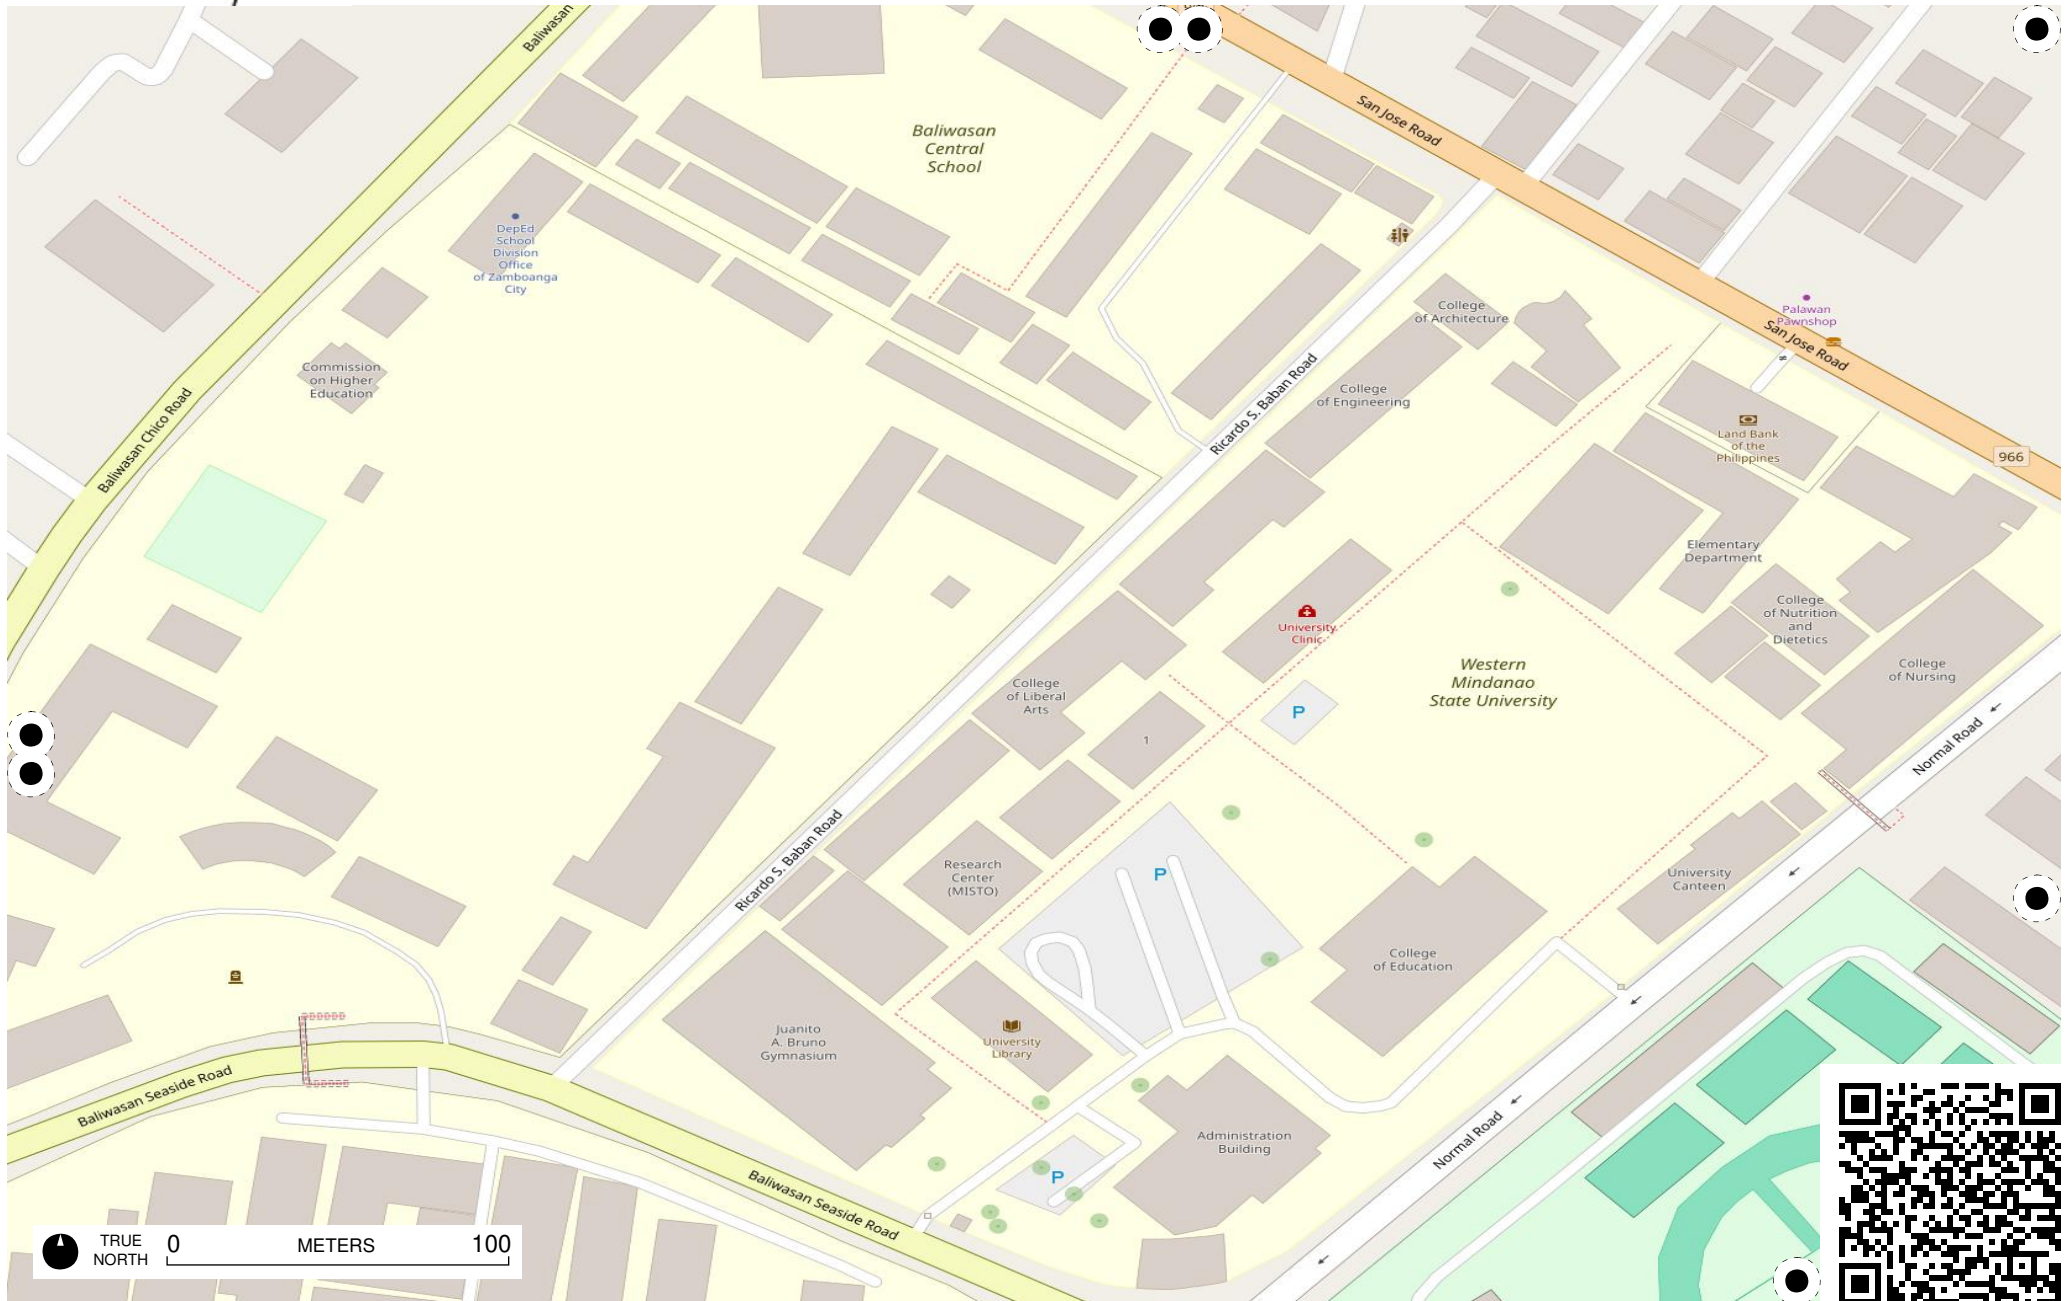 Baliwasan
Baliwasan
Central
School
San Jose Road
DepEd
School
Division
Office
of Zamboanga
City
Commission
on Higher
Education
Baliwasan Chico Road
College
of Architecture
College
of Engineering
Ricardo S. Baban Road
Palawan
Pawnshop
San Jose Road
Land Bank
of the
Philippines
966
Elementary
Department
College
of Nutrition
and
Dietetics
College
of Nursing
University
Clinic
Western
Mindanao
State University
P
College
of Liberal
Arts
1
Normal Road
Ricardo S. Baban Road
Research
Center
(MISTO)
P
University
Canteen
College
of Education
Juanito
A. Bruno
Gymnasium
University
Library
Baliwasan Seaside Road
Administration
Building
Normal Road
P
Baliwasan Seaside Road
TRUE
NORTH
0 METERS 100